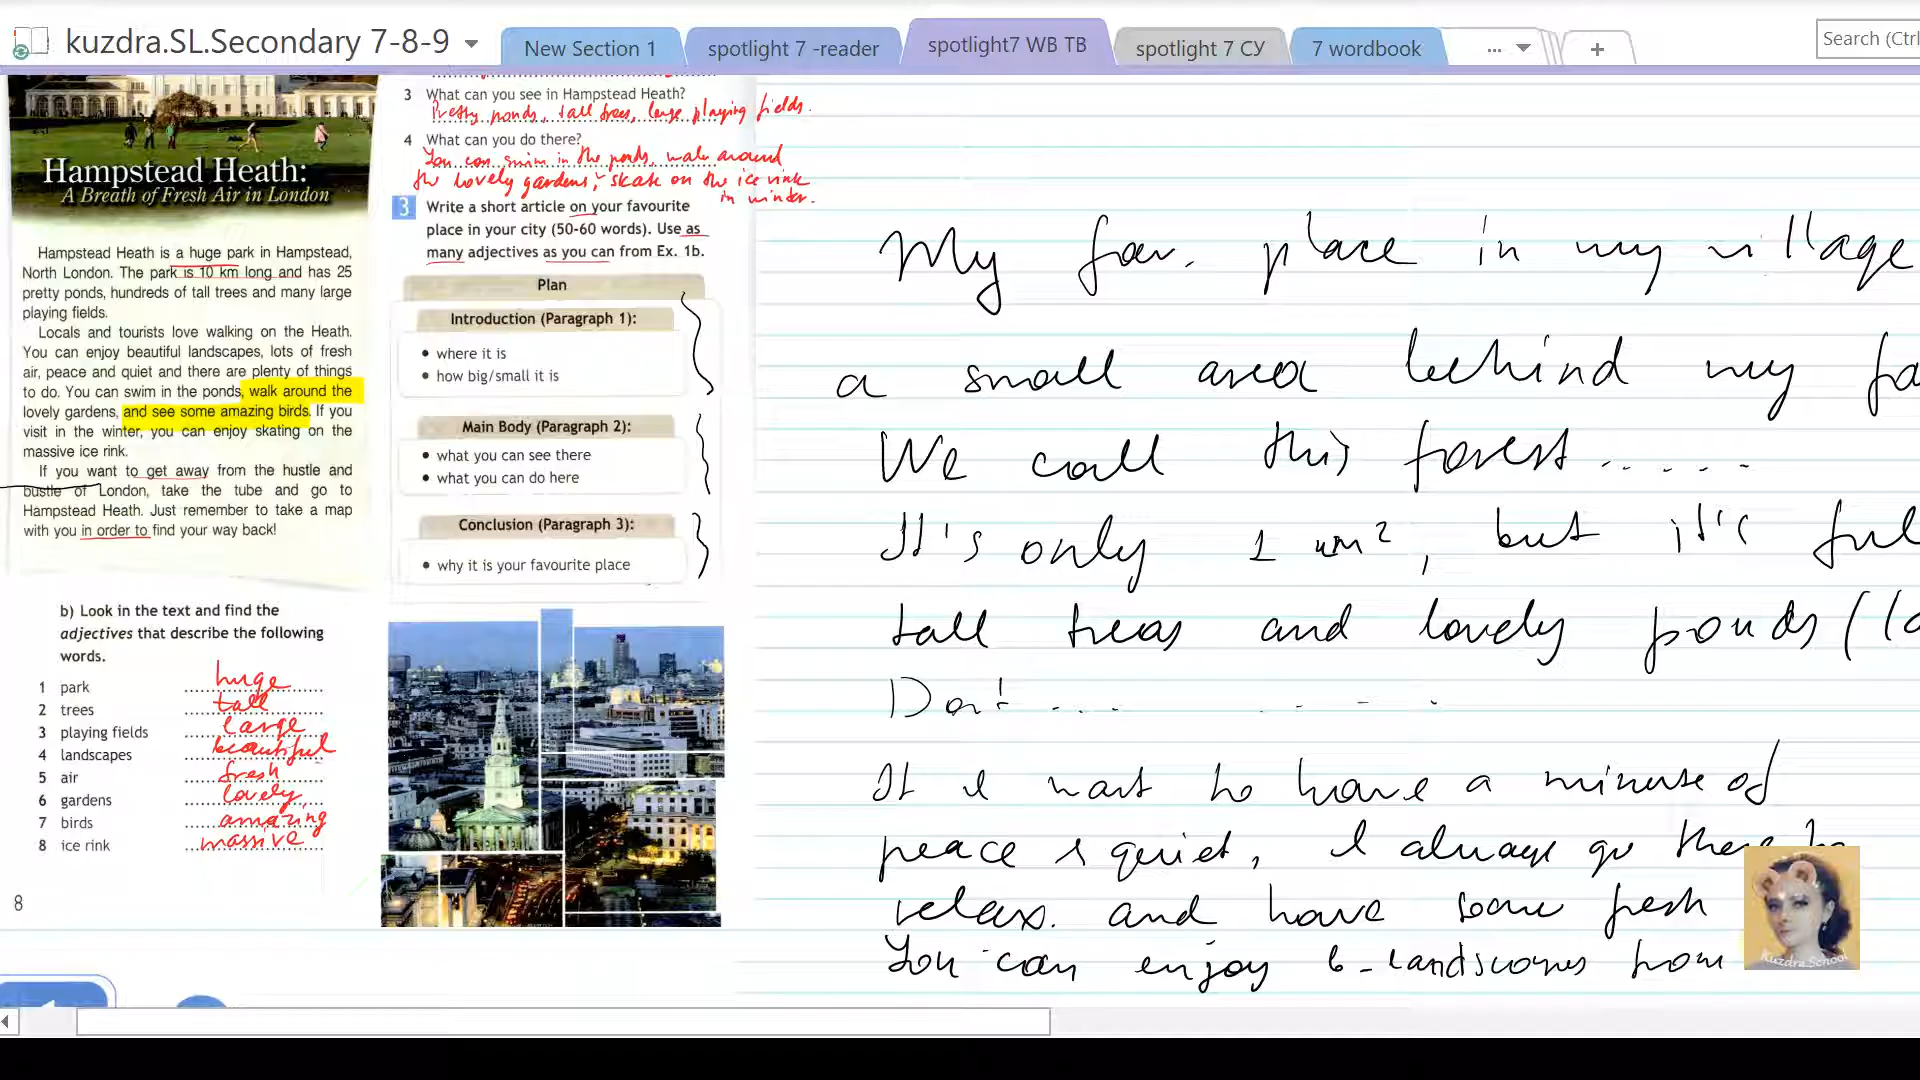 kuzdra.SL.Secondary 7-8-9
New Section 1
spotlight 7 -reader
spotlight7 WB TB
spotlight 7 СУ
7 wordbook
...
+
Search (Ctrl
Hampstead Heath:
A Breath of Fresh Air in London
Hampstead Heath is a huge park in Hampstead,
North London. The park is 10 km long and has 25
pretty ponds, hundreds of tall trees and many large
playing fields.
Locals and tourists love walking on the Heath.
You can enjoy beautiful landscapes, lots of fresh
air, peace and quiet and there are plenty of things
to do. You can swim in the ponds, walk around the
lovely gardens, and see some amazing birds. If you
visit in the winter, you can enjoy skating on the
massive ice rink.
If you want to get away from the hustle and
bustle of London, take the tube and go to
Hampstead Heath. Just remember to take a map
with you in order to find your way back!
b) Look in the text and find the
adjectives that describe the following
words.
1 park huge
2 trees tall
3 playing fields large
4 landscapes beautiful
5 air fresh
6 gardens lovely
7 birds amazing
8 ice rink massive
8
3 What can you see in Hampstead Heath?
Pretty ponds, tall trees, large playing fields.
4 What can you do there?
You can swim in the ponds, walk around
the lovely gardens, skate on the ice rink
in winter.
3 Write a short article on your favourite
place in your city (50-60 words). Use as
many adjectives as you can from Ex. 1b.
Plan
Introduction (Paragraph 1):
• where it is
• how big/small it is
Main Body (Paragraph 2):
• what you can see there
• what you can do here
Conclusion (Paragraph 3):
• why it is your favourite place
My fav. place in my village
a small area behind my
We call this forest.....
It's only 1 km², but it's
tall trees and lovely ponds
Don't ... . - - .
If I want to have a minute of
peace & quiet, I always go there to
relax. and have some fresh
You can enjoy b-landscapes from
Kuzdra.School